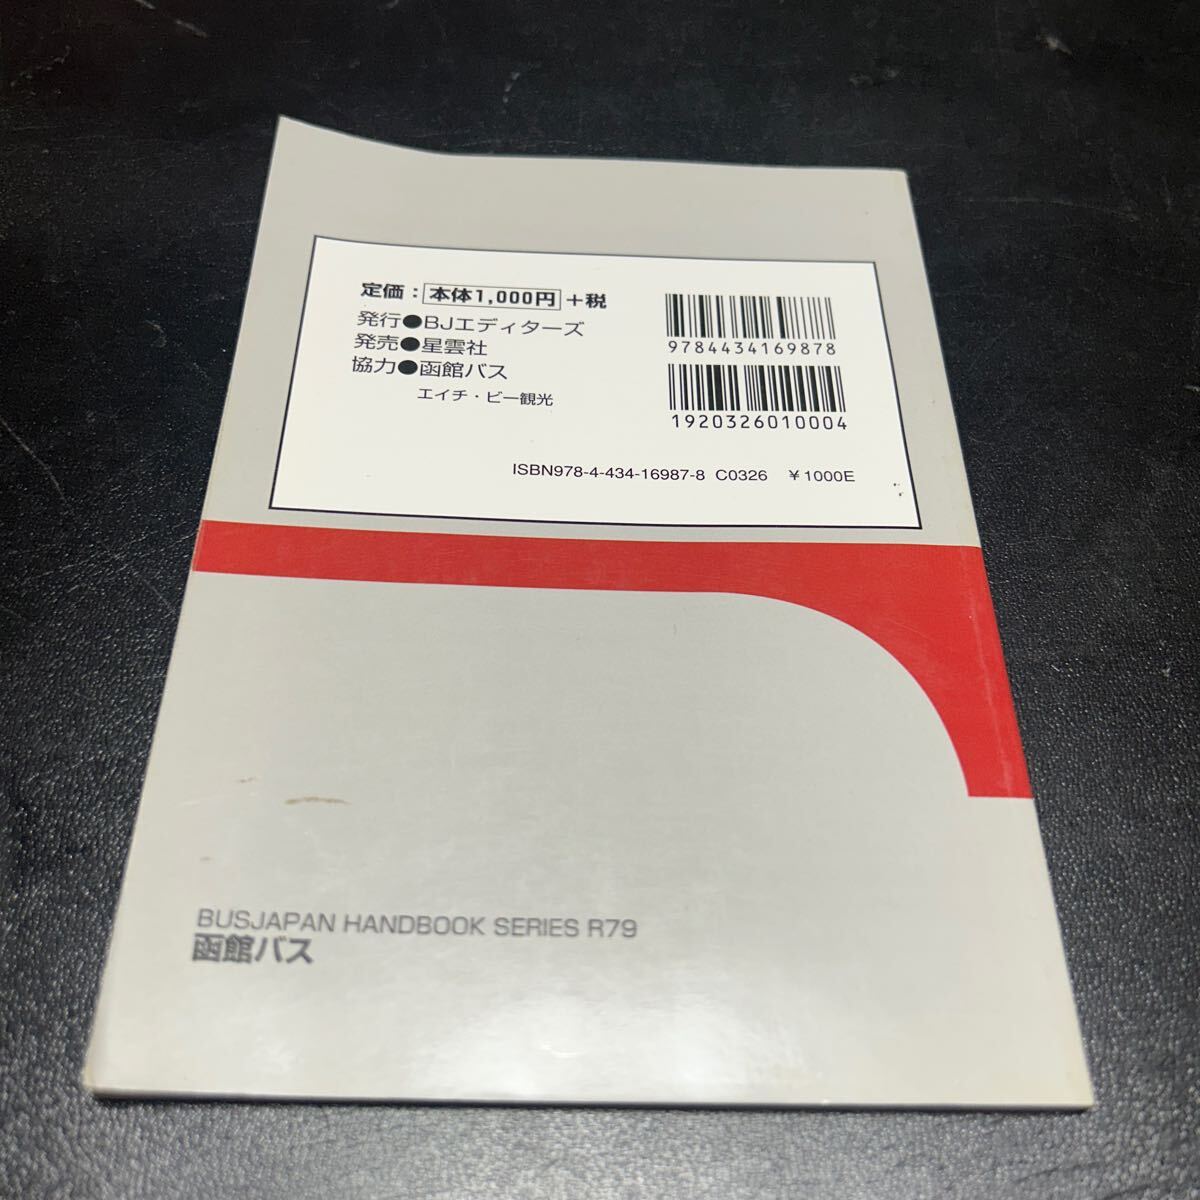 定価：本体1,000円+税
発行●BJエディターズ
発売●星雲社
協力●函館バス
エイチ・ビー観光
9784434169878
1920326010004
ISBN978-4-434-16987-8 C0326 ￥1000E
BUSJAPAN HANDBOOK SERIES R79
函館バス